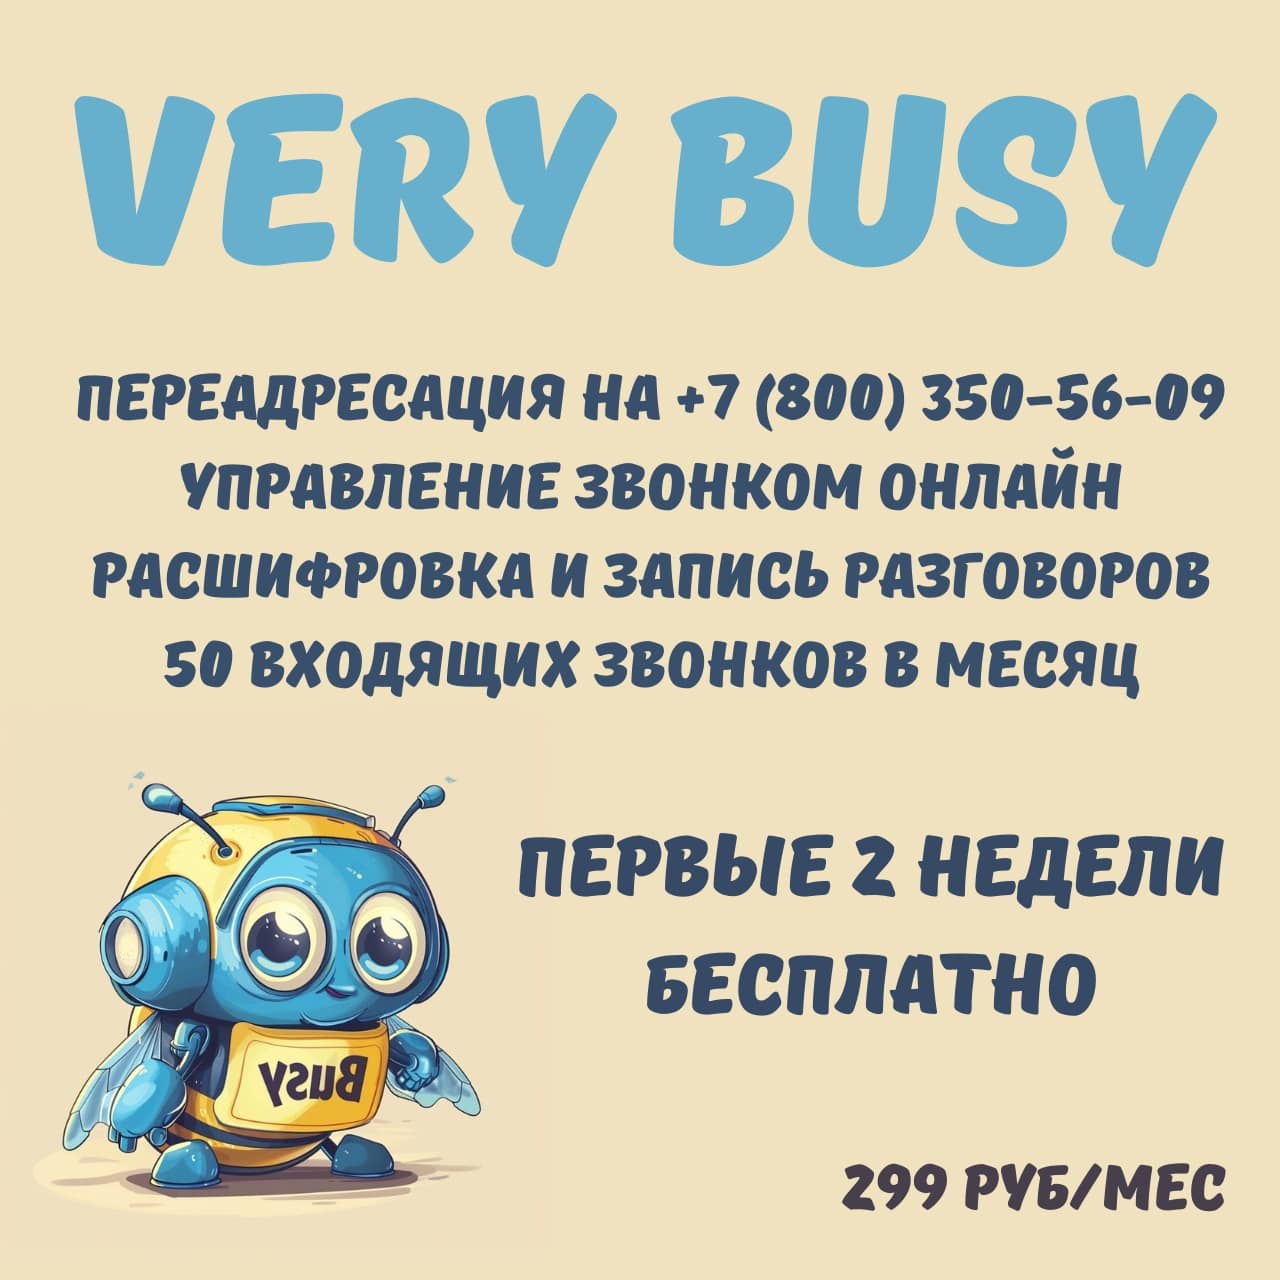 VERY BUSY
ПЕРЕАДРЕСАЦИЯ НА +7 (800) 350-56-09
УПРАВЛЕНИЕ ЗВОНКОМ ОНЛАЙН
РАСШИФРОВКА И ЗАПИСЬ РАЗГОВОРОВ
50 ВХОДЯЩИХ ЗВОНКОВ В МЕСЯЦ
ПЕРВЫЕ 2 НЕДЕЛИ
БЕСПЛАТНО
Busy
299 РУБ/МЕС